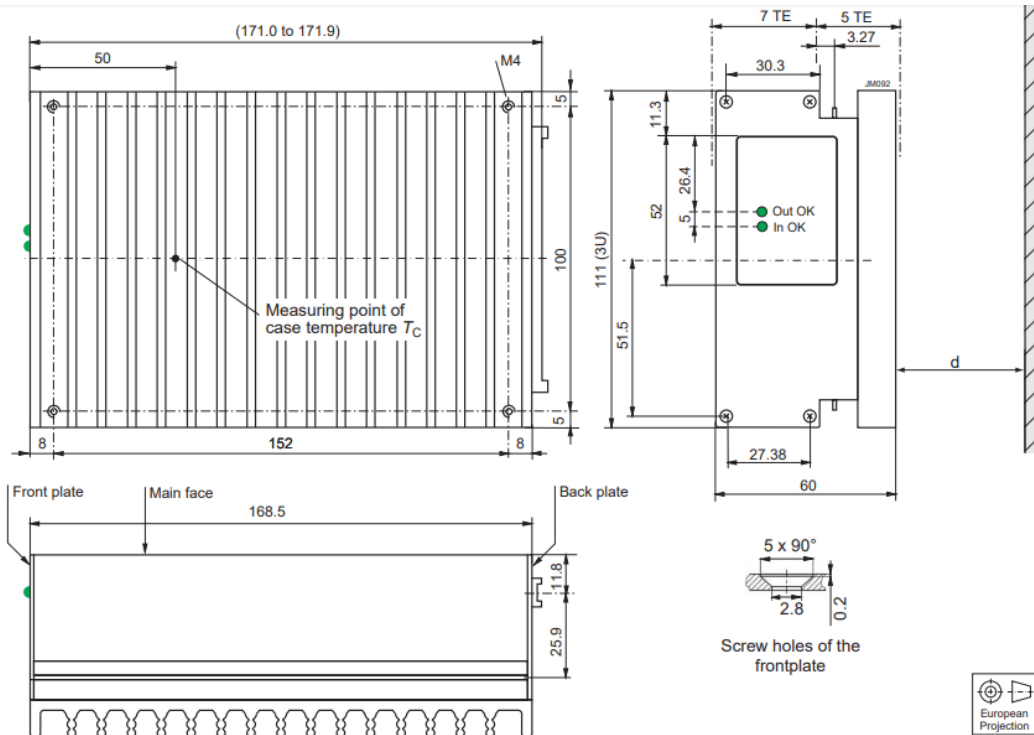 (171.0 to 171.9)
50
M4
5
100
5
Measuring point of
case temperature TC
8
152
8
7 TE
5 TE
3.27
30.3
JM092
11.3
26.4
52
5
Out OK
In OK
111 (3U)
51.5
d
27.38
60
Front plate
Main face
Back plate
168.5
11.8
25.9
5 x 90°
2.8
0.2
Screw holes of the
frontplate
European
Projection